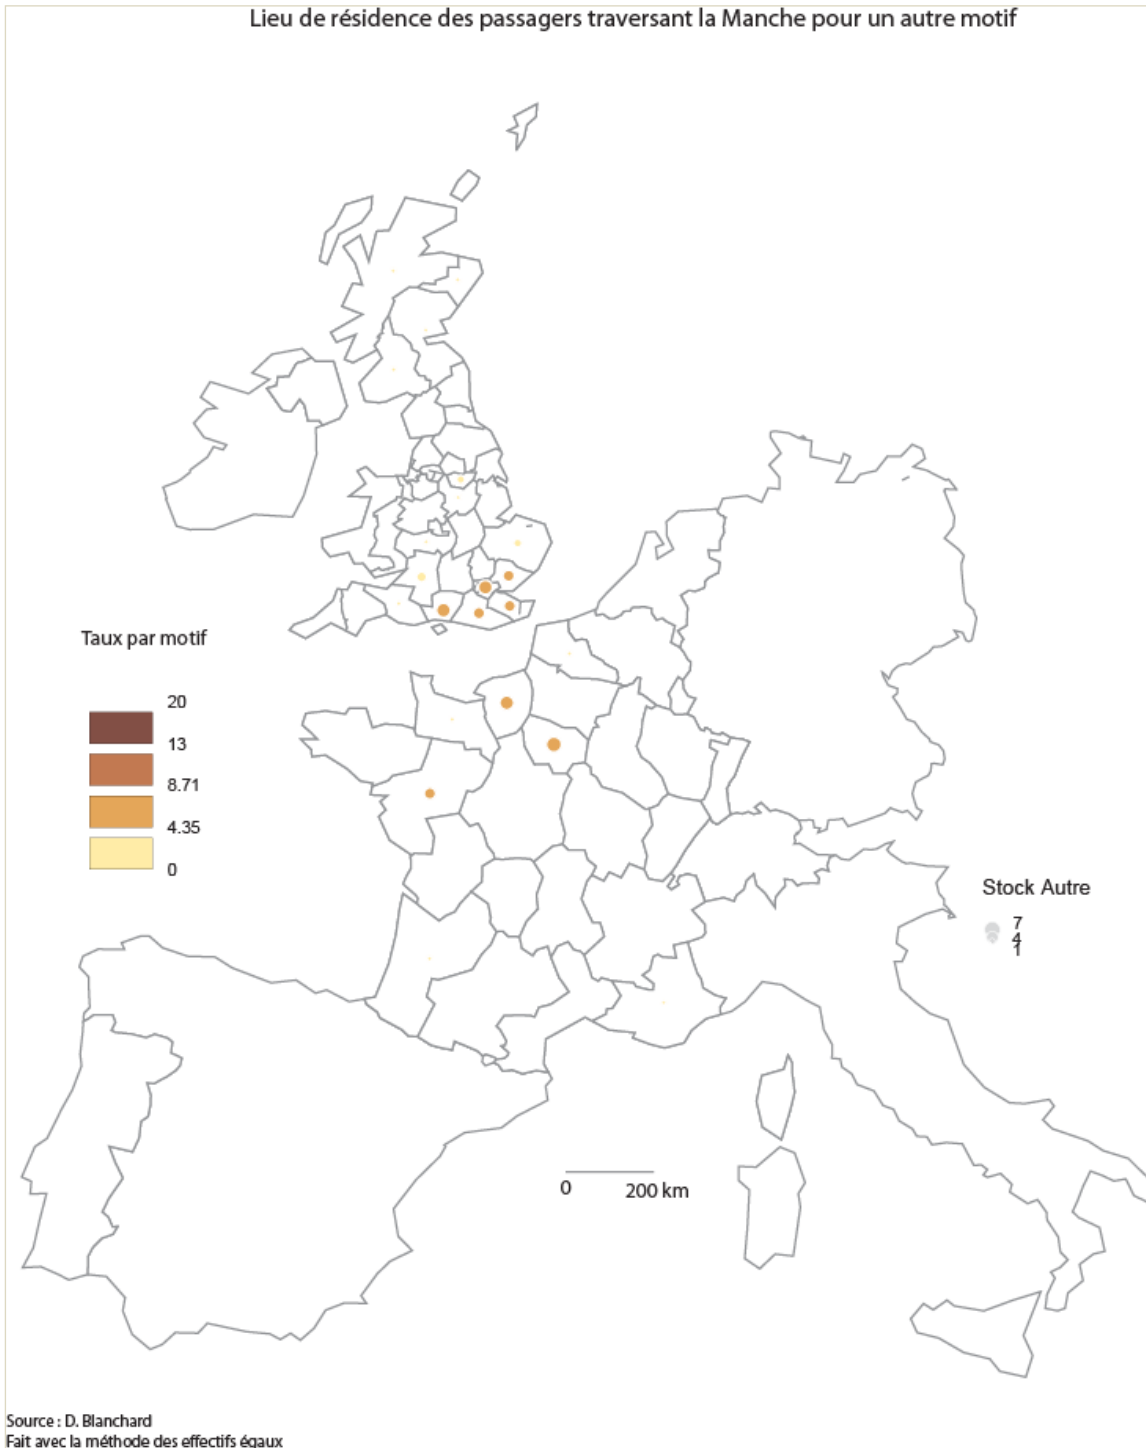 Lieu de résidence des passagers traversant la Manche pour un autre motif
Taux par motif
20
13
8.71
4.35
0
Stock Autre
7
4
1
0 200 km
Source : D. Blanchard
Fait avec la méthode des effectifs égaux